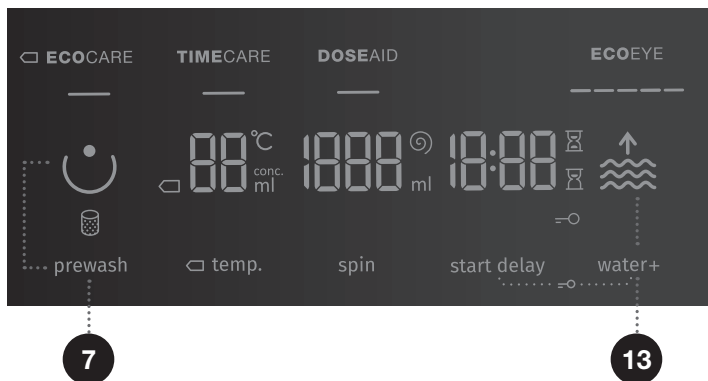 ECOCARE TIMECARE DOSEAID ECOEYE
88 °C 1888 18:88
conc.
ml ml
prewash temp. spin start delay water+
7 13